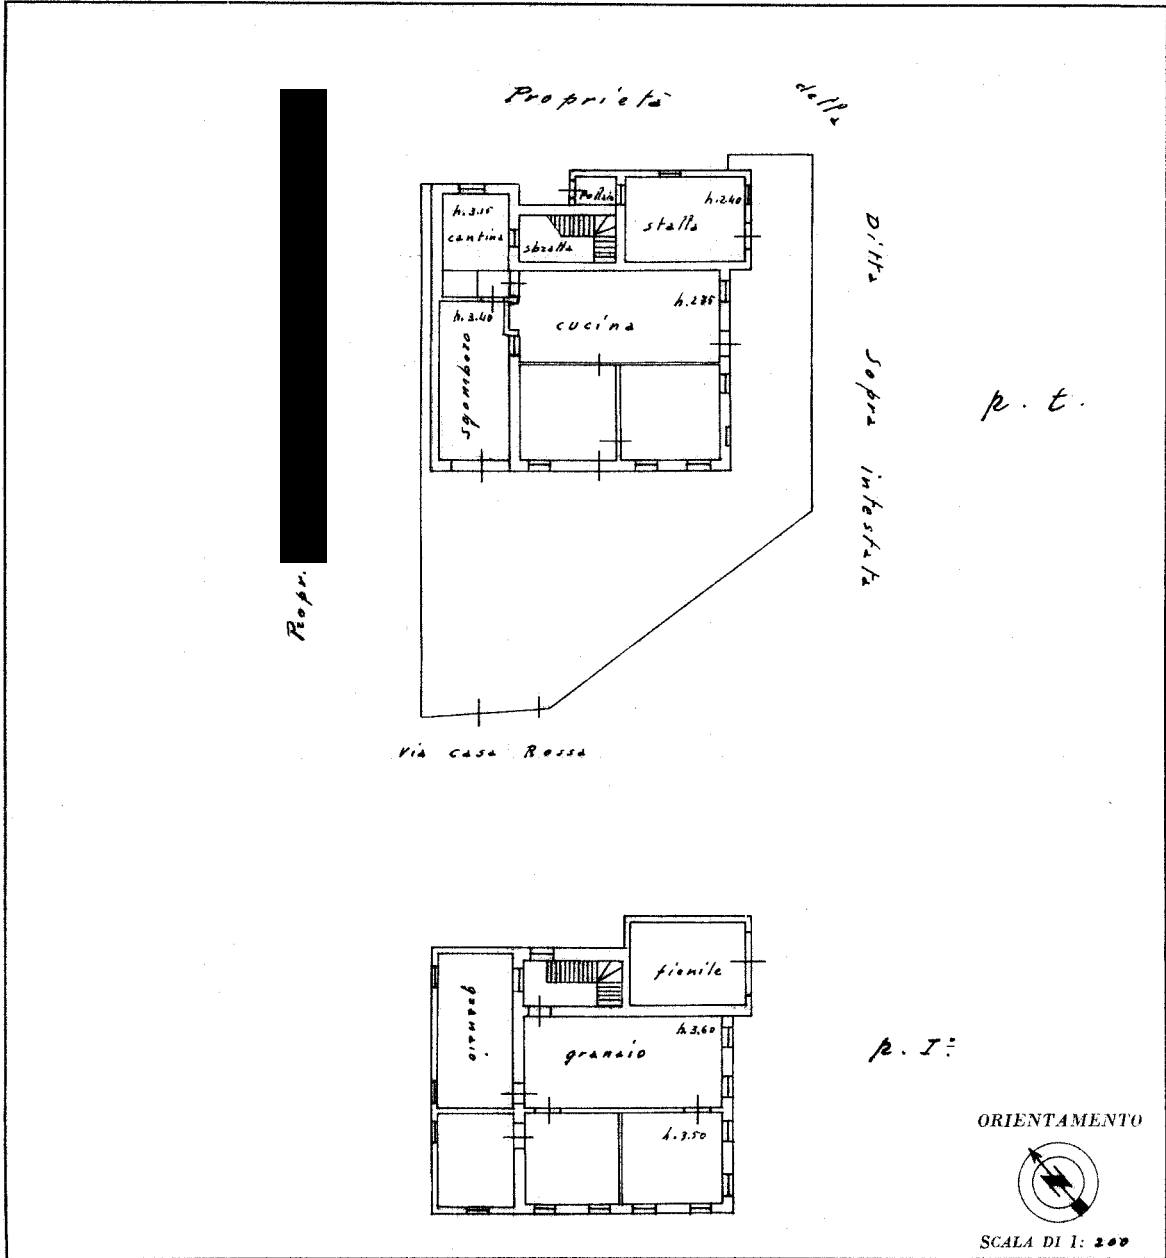 Proprietà
della
Ditta Sopra intestata
Propr.
h. 3.15
cantina
sbratta
pollaio
h. 2.40
stalla
h. 2.85
cucina
h. 3.40
sgombero
p. t.
Via casa Rossa
fienile
granaio
h. 3.60
granaio
h. 3.50
p. I°
ORIENTAMENTO
SCALA DI 1: 200